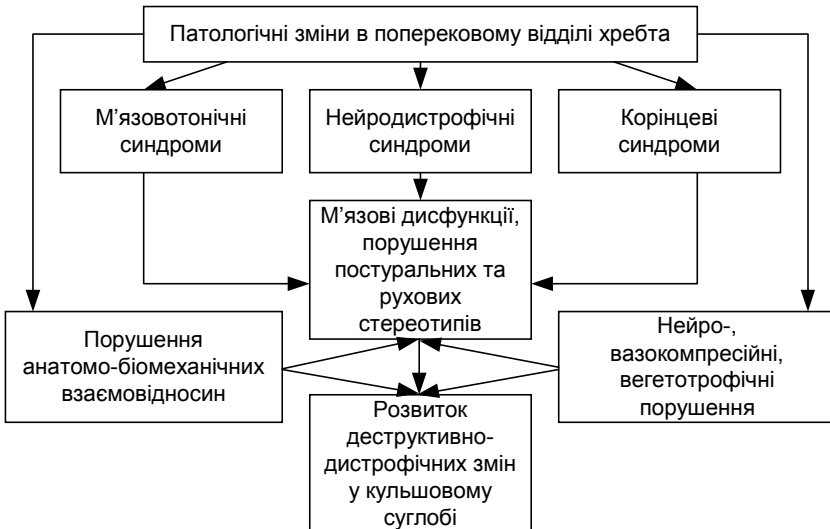 Патологічні зміни в поперековому відділі хребта
М’язовотонічні
синдроми
Нейродистрофічні
синдроми
Корінцеві
синдроми
М’язові дисфункції,
порушення
постуральних та
рухових
стереотипів
Порушення
анатомо-біомеханічних
взаємовідносин
Нейро-,
вазокомпресійні,
вегетотрофічні
порушення
Розвиток
деструктивно-
дистрофічних змін
у кульшовому
суглобі